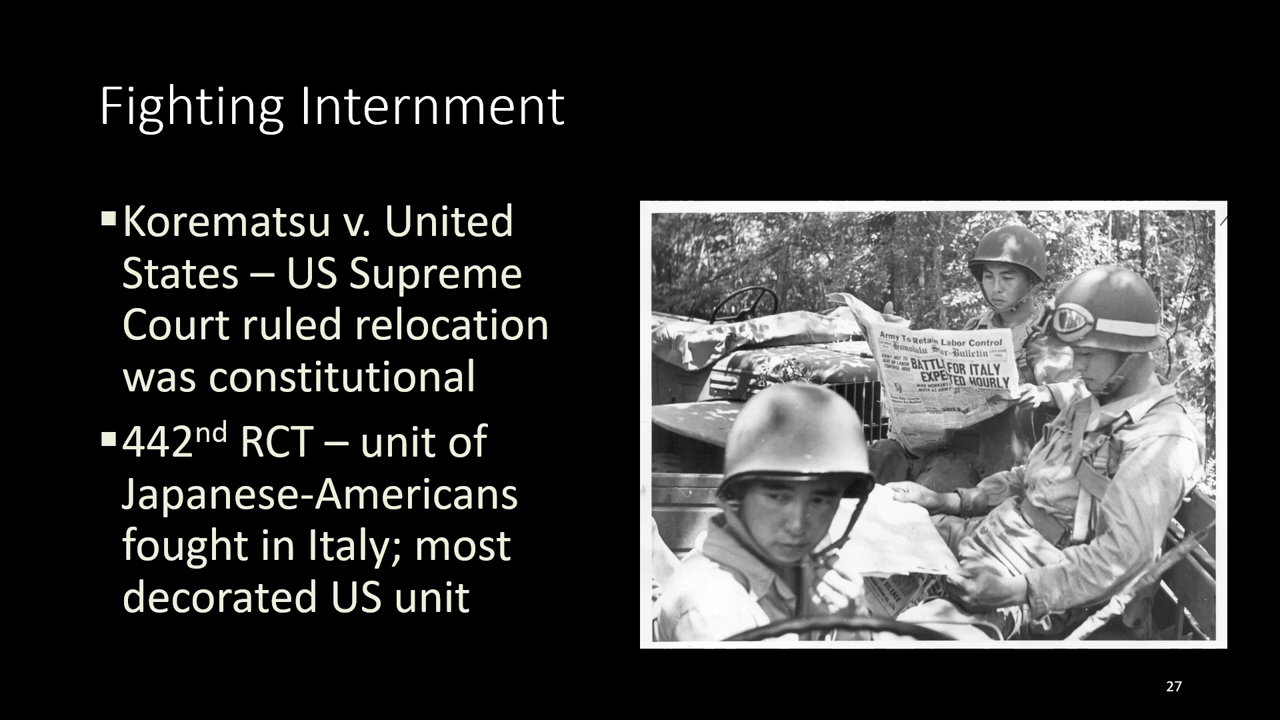 Fighting Internment
▪Korematsu v. United
States – US Supreme
Court ruled relocation
was constitutional
▪442nd RCT – unit of
Japanese-Americans
fought in Italy; most
decorated US unit
Army To Retain Labor Control
Honolulu Star-Bulletin
BATTLE FOR ITALY
EXPECTED HOURLY
27